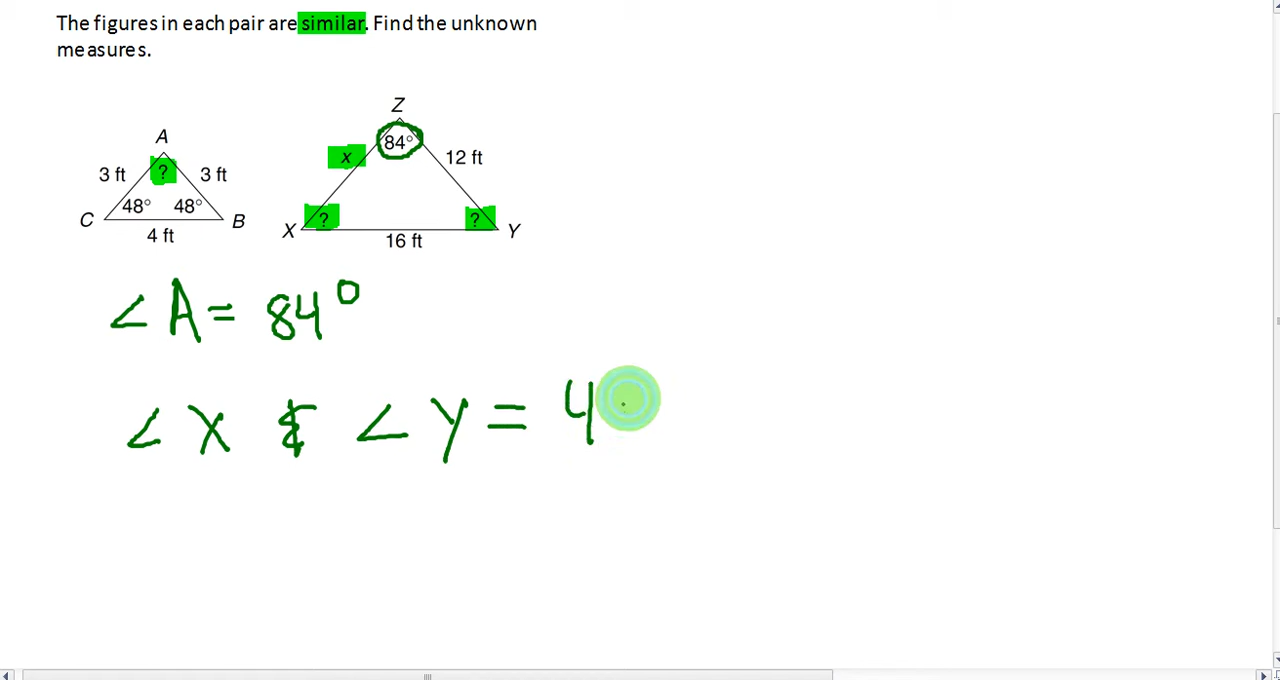 The figures in each pair are similar. Find the unknown
measures.
Z
A
84°
x
12 ft
3 ft
?
3 ft
48°
48°
?
?
C
B
X
Y
4 ft
16 ft
∠ A = 84°
∠ X & ∠ Y = 4